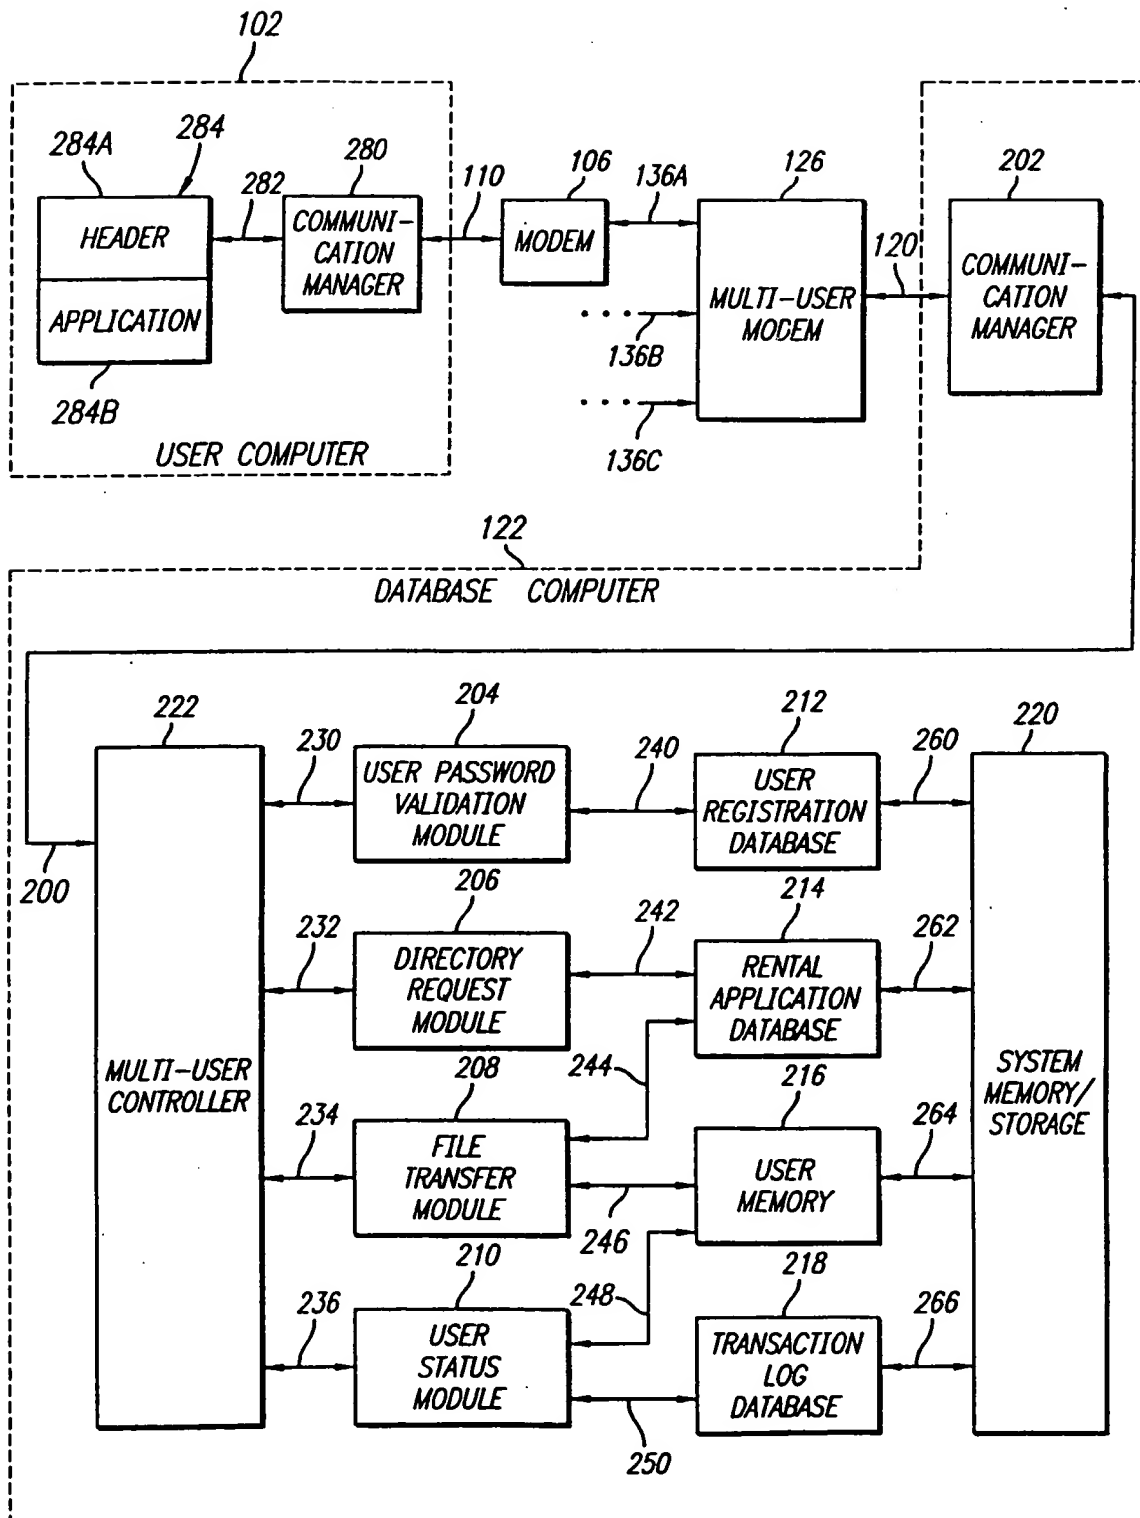 102
284A
284
282
280
110
106
136A
126
120
202
HEADER
APPLICATION
COMMUNI-
CATION
MANAGER
MODEM
MULTI-USER
MODEM
COMMUNI-
CATION
MANAGER
136B
136C
284B
USER COMPUTER
122
DATABASE COMPUTER
222
230
204
240
212
260
220
USER PASSWORD
VALIDATION
MODULE
USER
REGISTRATION
DATABASE
200
232
206
242
214
262
DIRECTORY
REQUEST
MODULE
RENTAL
APPLICATION
DATABASE
MULTI-USER
CONTROLLER
SYSTEM
MEMORY/
STORAGE
234
208
244
216
264
FILE
TRANSFER
MODULE
USER
MEMORY
246
236
210
248
218
266
USER
STATUS
MODULE
TRANSACTION
LOG
DATABASE
250